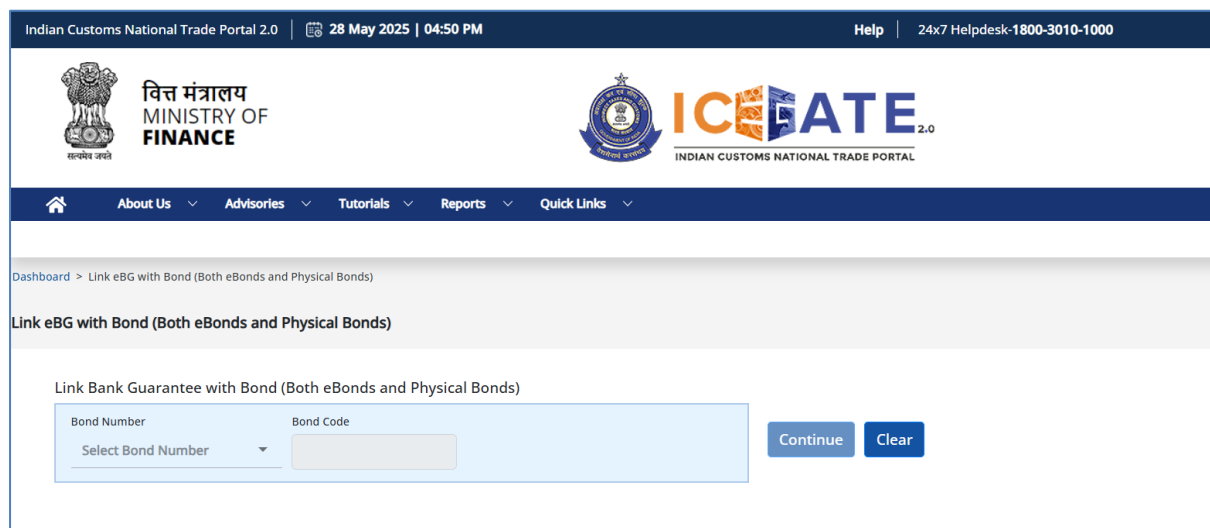 Indian Customs National Trade Portal 2.0 | 28 May 2025 | 04:50 PM
Help | 24x7 Helpdesk-1800-3010-1000
वित्त मंत्रालय
MINISTRY OF
FINANCE
सत्यमेव जयते
ICEGATE 2.0
INDIAN CUSTOMS NATIONAL TRADE PORTAL
About Us Advisories Tutorials Reports Quick Links
Dashboard > Link eBG with Bond (Both eBonds and Physical Bonds)
Link eBG with Bond (Both eBonds and Physical Bonds)
Link Bank Guarantee with Bond (Both eBonds and Physical Bonds)
Bond Number Bond Code
Select Bond Number
Continue Clear